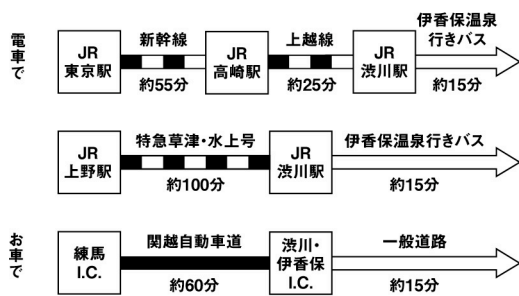 電車で
JR
東京駅
新幹線
約55分
JR
高崎駅
上越線
約25分
JR
渋川駅
伊香保温泉
行きバス
約15分
JR
上野駅
特急草津・水上号
約100分
JR
渋川駅
伊香保温泉行きバス
約15分
お車で
練馬
I.C.
関越自動車道
約60分
渋川・
伊香保
I.C.
一般道路
約15分